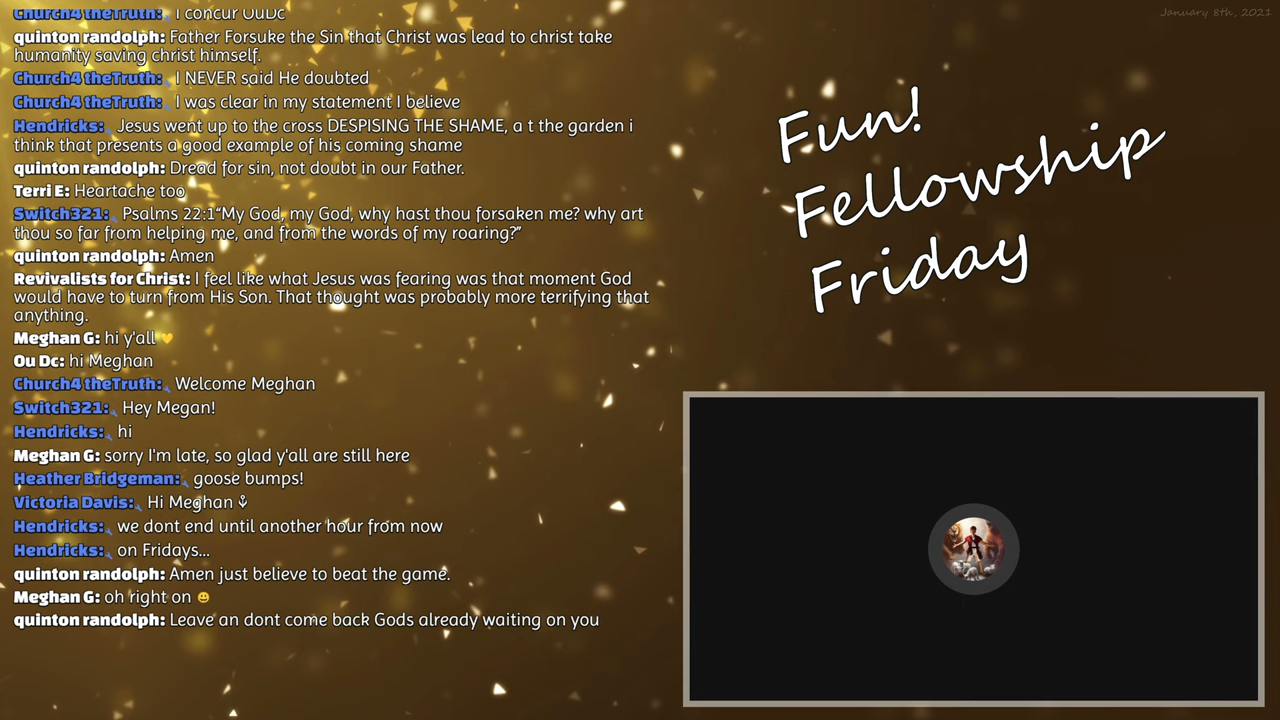 Church4 theTruth: I concur OuDc
quinton randolph: Father Forsuke the Sin that Christ was lead to christ take
humanity saving christ himself.
Church4 theTruth: I NEVER said He doubted
Church4 theTruth: I was clear in my statement I believe
Hendricks: Jesus went up to the cross DESPISING THE SHAME, a t the garden i
think that presents a good example of his coming shame
quinton randolph: Dread for sin, not doubt in our Father.
Terri E: Heartache too
Switch321: Psalms 22:1“My God, my God, why hast thou forsaken me? why art
thou so far from helping me, and from the words of my roaring?”
quinton randolph: Amen
Revivalists for Christ: I feel like what Jesus was fearing was that moment God
would have to turn from His Son. That thought was probably more terrifying that
anything.
Meghan G: hi y'all 💛
Ou Dc: hi Meghan
Church4 theTruth: Welcome Meghan
Switch321: Hey Megan!
Hendricks: hi
Meghan G: sorry I'm late, so glad y'all are still here
Heather Bridgeman: goose bumps!
Victoria Davis: Hi Meghan ⚘
Hendricks: we dont end until another hour from now
Hendricks: on Fridays...
quinton randolph: Amen just believe to beat the game.
Meghan G: oh right on 😀
quinton randolph: Leave an dont come back Gods already waiting on you
January 8th, 2021
Fun!
Fellowship
Friday